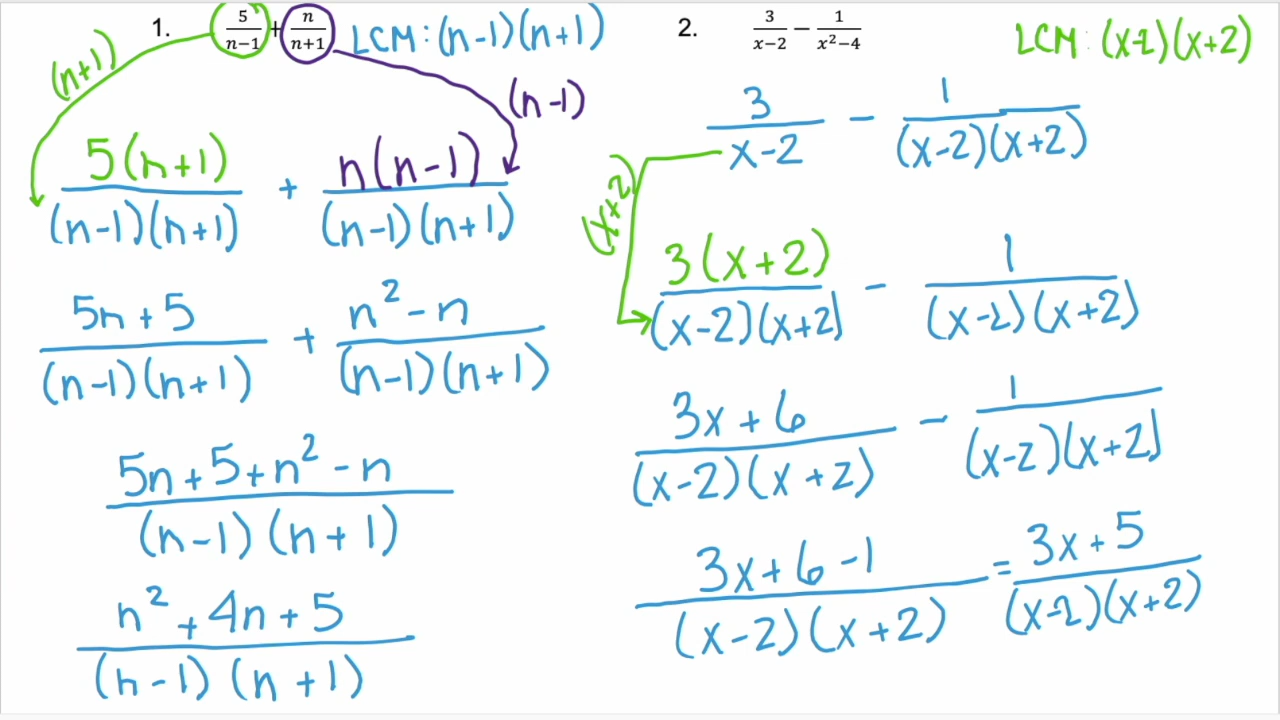 1. 5/(n−1) + n/(n+1) LCM: (n-1)(n+1)
(n+1)
(n-1)
5(n+1)/(n-1)(n+1) + n(n-1)/(n-1)(n+1)
5n+5/(n-1)(n+1) + n²-n/(n-1)(n+1)
5n+5+n²-n/(n-1)(n+1)
n²+4n+5/(n-1)(n+1)
2. 3/(x−2) − 1/(x²−4) LCM: (x-2)(x+2)
3/x-2 - 1/(x-2)(x+2)
(x+2)
3(x+2)/(x-2)(x+2) - 1/(x-2)(x+2)
3x+6/(x-2)(x+2) - 1/(x-2)(x+2)
3x+6-1/(x-2)(x+2) = 3x+5/(x-2)(x+2)